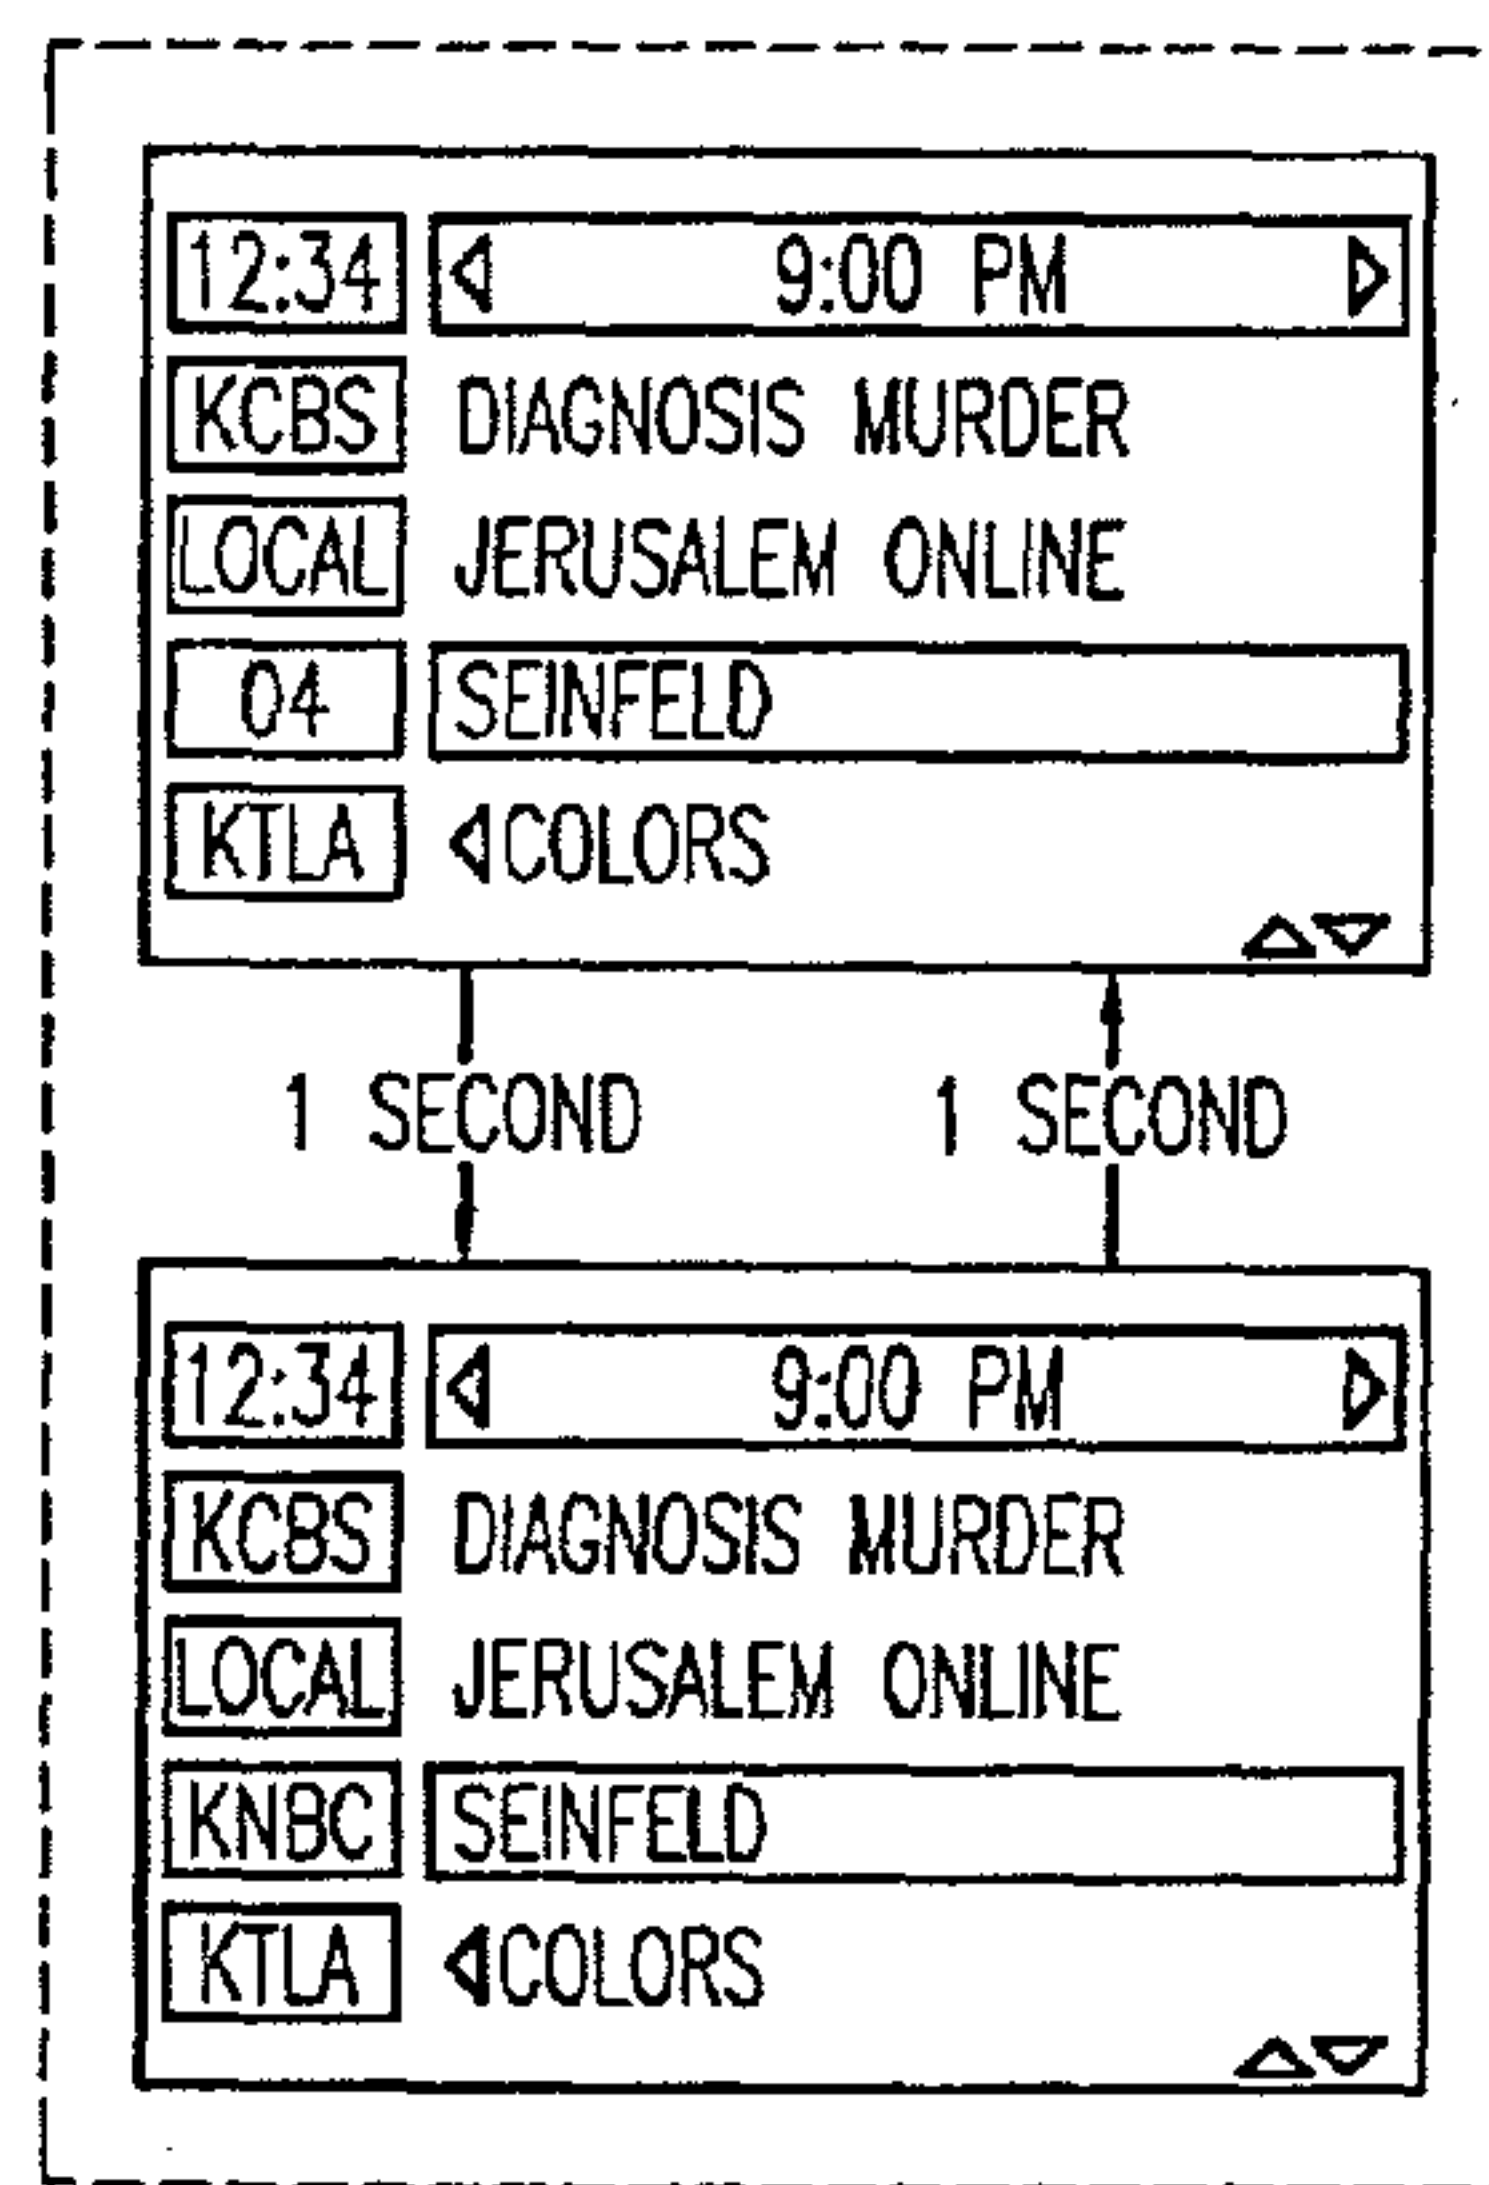 12:34 9:00 PM
KCBS DIAGNOSIS MURDER
LOCAL JERUSALEM ONLINE
04 SEINFELD
KTLA COLORS
1 SECOND 1 SECOND
12:34 9:00 PM
KCBS DIAGNOSIS MURDER
LOCAL JERUSALEM ONLINE
KNBC SEINFELD
KTLA COLORS